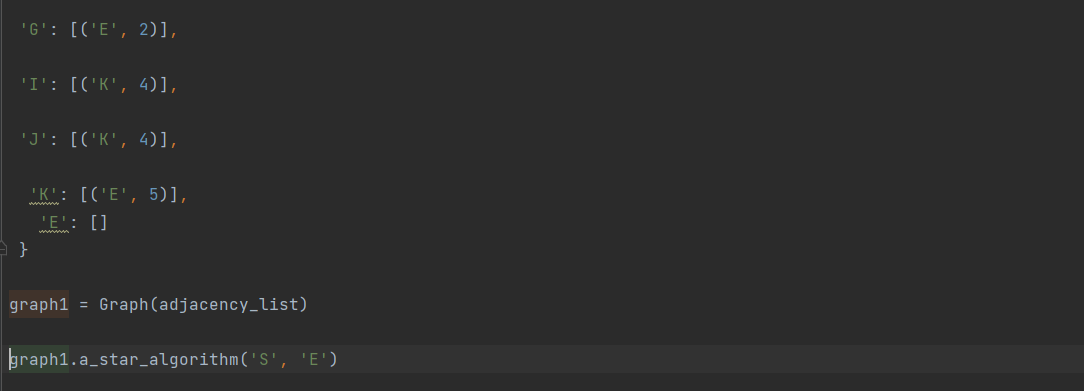 'G': [('E', 2)],
'I': [('K', 4)],
'J': [('K', 4)],
'K': [('E', 5)],
'E': []
}
graph1 = Graph(adjacency_list)
graph1.a_star_algorithm('S', 'E')